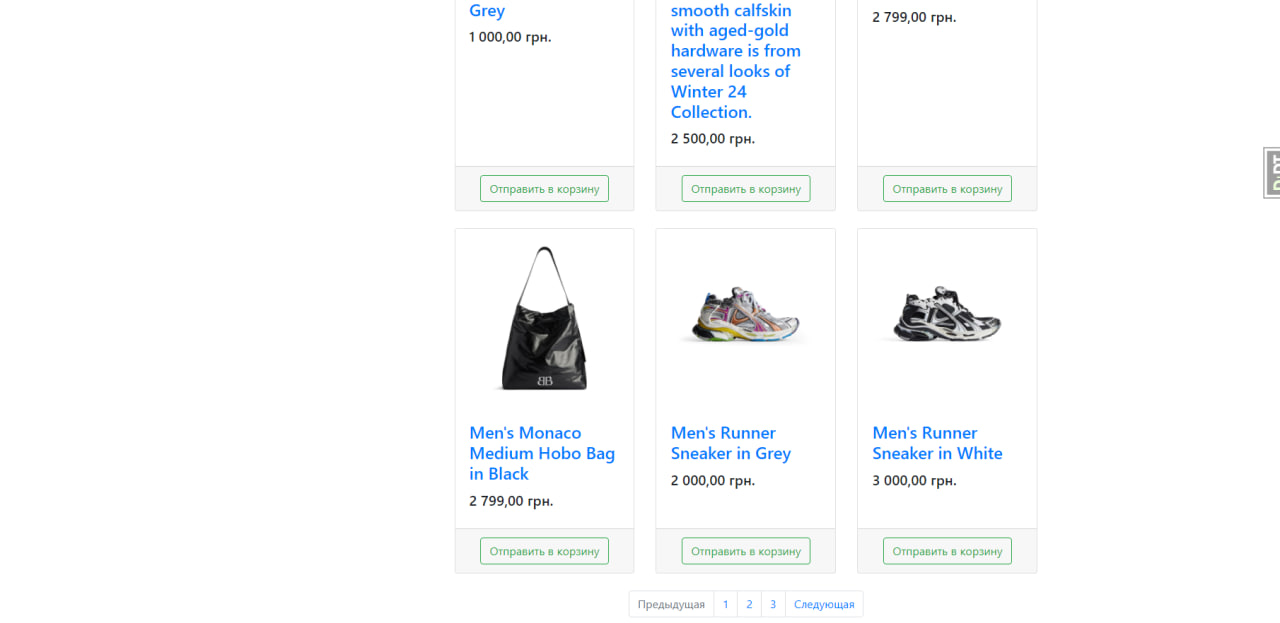 Grey
1 000,00 грн.
smooth calfskin
with aged-gold
hardware is from
several looks of
Winter 24
Collection.
2 500,00 грн.
2 799,00 грн.
Отправить в корзину
Отправить в корзину
Отправить в корзину
Men's Monaco
Medium Hobo Bag
in Black
2 799,00 грн.
Men's Runner
Sneaker in Grey
2 000,00 грн.
Men's Runner
Sneaker in White
3 000,00 грн.
Отправить в корзину
Отправить в корзину
Отправить в корзину
Предыдущая 1 2 3 Следующая